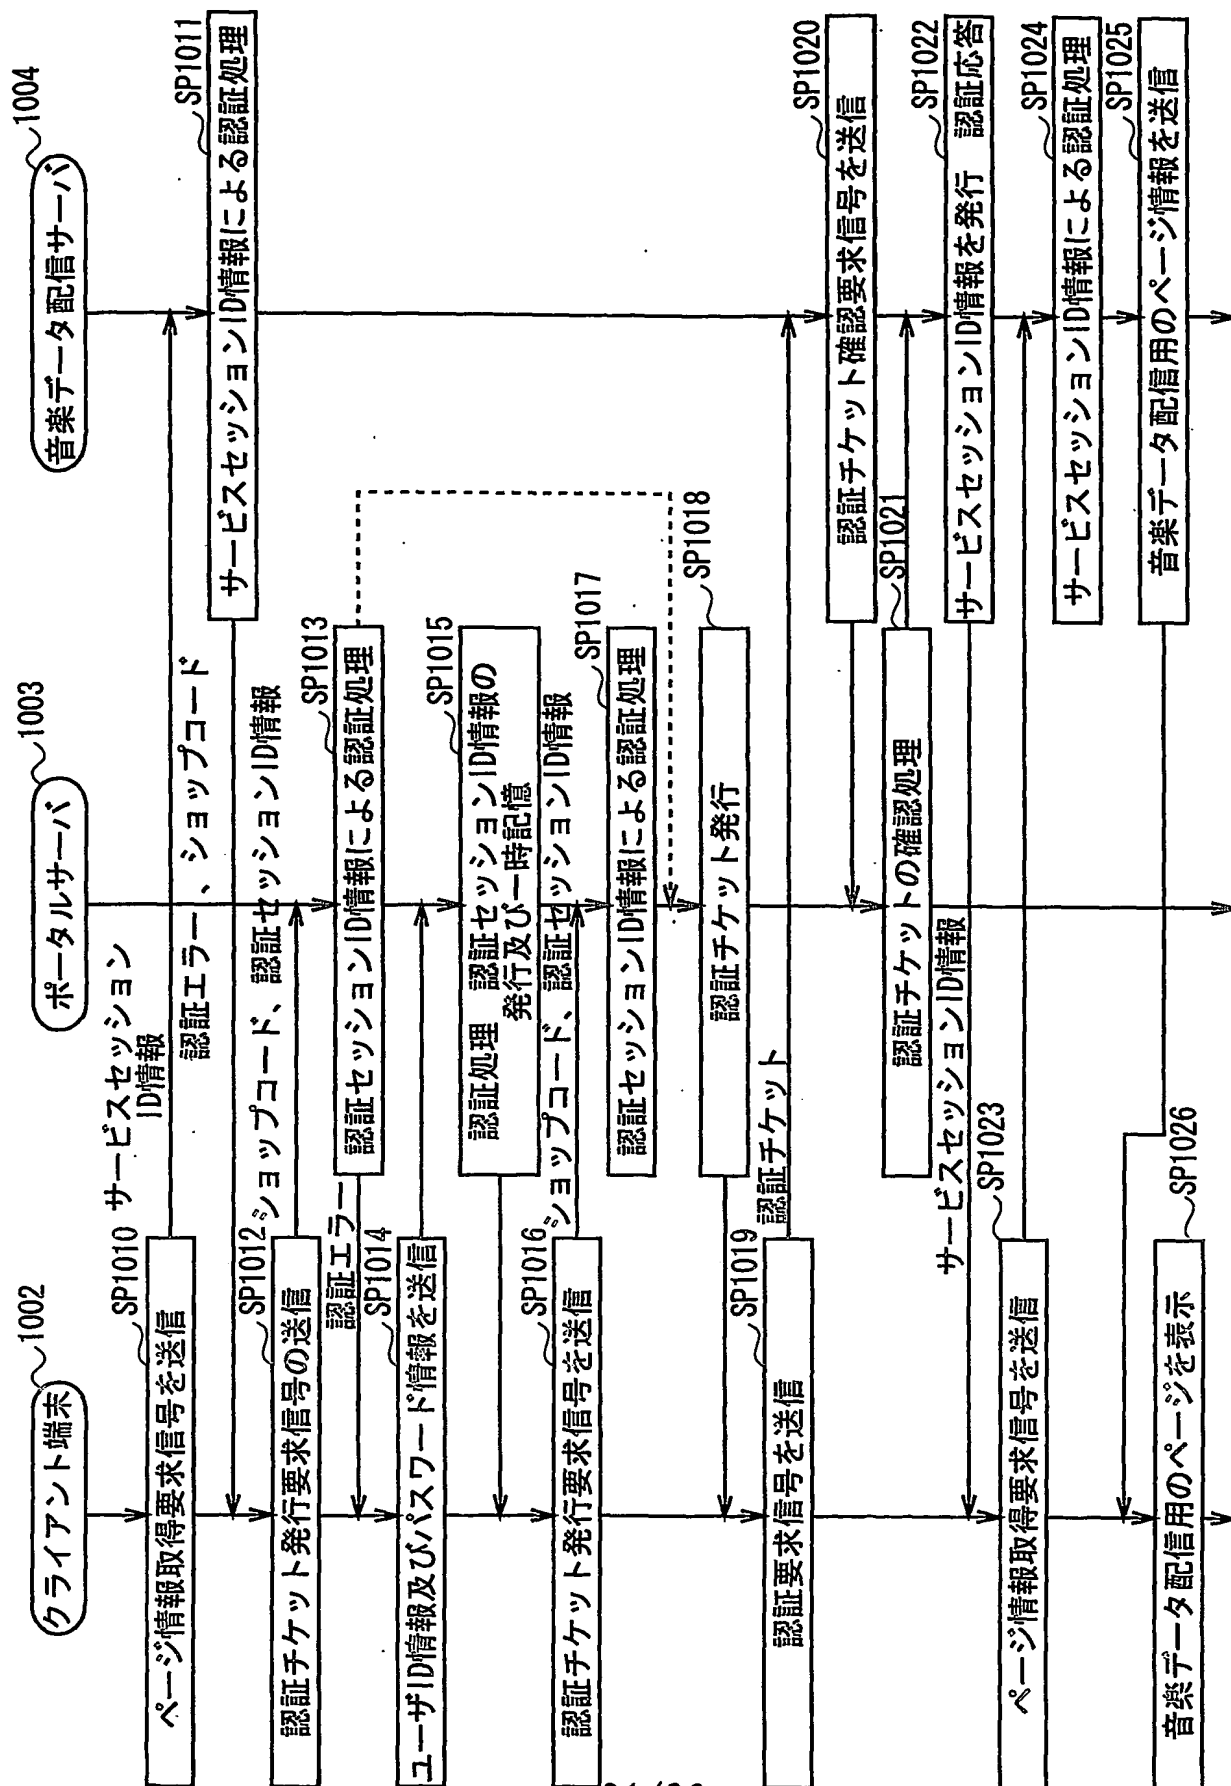 クライアント端末
1002
ポータルサーバ
1003
音楽データ配信サーバ
1004
SP1010
ページ情報取得要求信号を送信
サービスセッション
ID情報
SP1011
サービスセッションID情報による認証処理
認証エラー、ショップコード
SP1012
認証チケット発行要求信号の送信
ショップコード、認証セッションID情報
SP1013
認証セッションID情報による認証処理
認証エラー
SP1014
ユーザID情報及びパスワード情報を送信
SP1015
認証処理 認証セッションID情報の
発行及び一時記憶
SP1016
認証チケット発行要求信号を送信
ショップコード、認証セッションID情報
SP1017
認証セッションID情報による認証処理
SP1018
認証チケット発行
SP1019
認証要求信号を送信
認証チケット
SP1020
認証チケット確認要求信号を送信
SP1021
認証チケットの確認処理
SP1022
サービスセッションID情報を発行 認証応答
サービスセッションID情報
SP1023
ページ情報取得要求信号を送信
SP1024
サービスセッションID情報による認証処理
SP1025
音楽データ配信用のページ情報を送信
SP1026
音楽データ配信用のページを表示